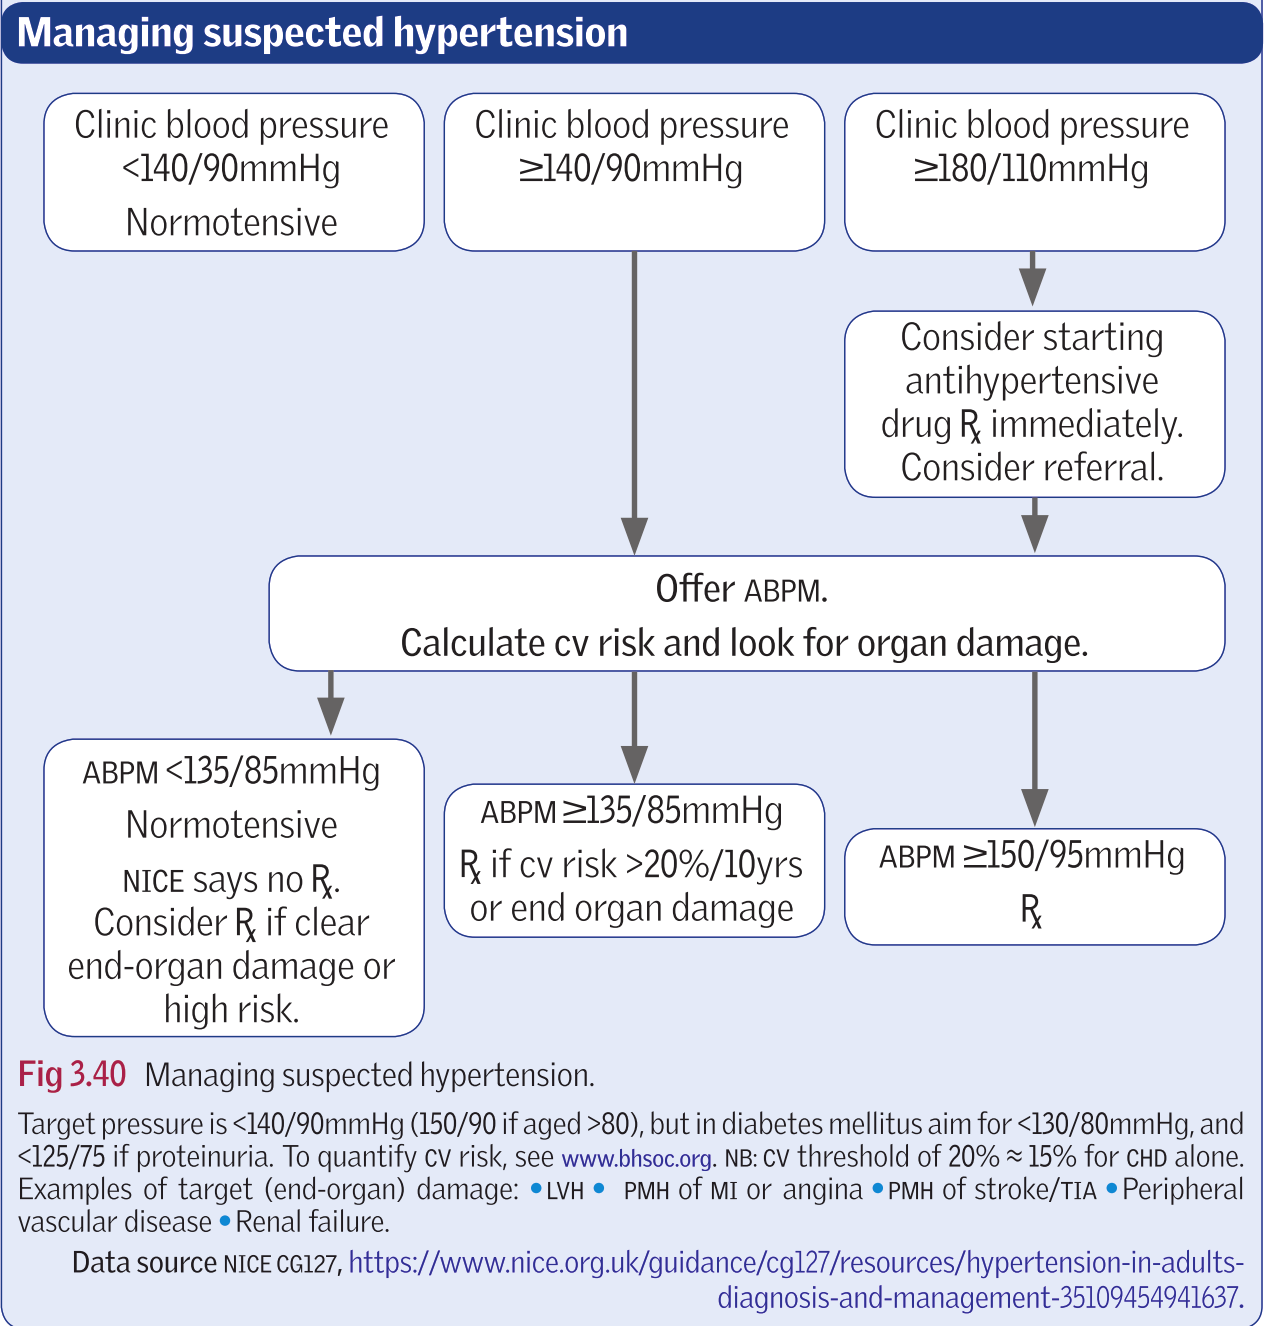 Managing suspected hypertension
Clinic blood pressure
<140/90mmHg
Normotensive
Clinic blood pressure
≥140/90mmHg
Clinic blood pressure
≥180/110mmHg
Consider starting
antihypertensive
drug ℞ immediately.
Consider referral.
Offer ABPM.
Calculate CV risk and look for organ damage.
ABPM <135/85mmHg
Normotensive
NICE says no ℞.
Consider ℞ if clear
end-organ damage or
high risk.
ABPM ≥135/85mmHg
℞ if CV risk >20%/10yrs
or end organ damage
ABPM ≥150/95mmHg
℞
Fig 3.40 Managing suspected hypertension.
Target pressure is <140/90mmHg (150/90 if aged >80), but in diabetes mellitus aim for <130/80mmHg, and
<125/75 if proteinuria. To quantify CV risk, see www.bhsoc.org. NB: CV threshold of 20% ≈ 15% for CHD alone.
Examples of target (end-organ) damage: •LVH • PMH of MI or angina •PMH of stroke/TIA •Peripheral
vascular disease •Renal failure.
Data source NICE CG127, https://www.nice.org.uk/guidance/cg127/resources/hypertension-in-adults-
diagnosis-and-management-35109454941637.